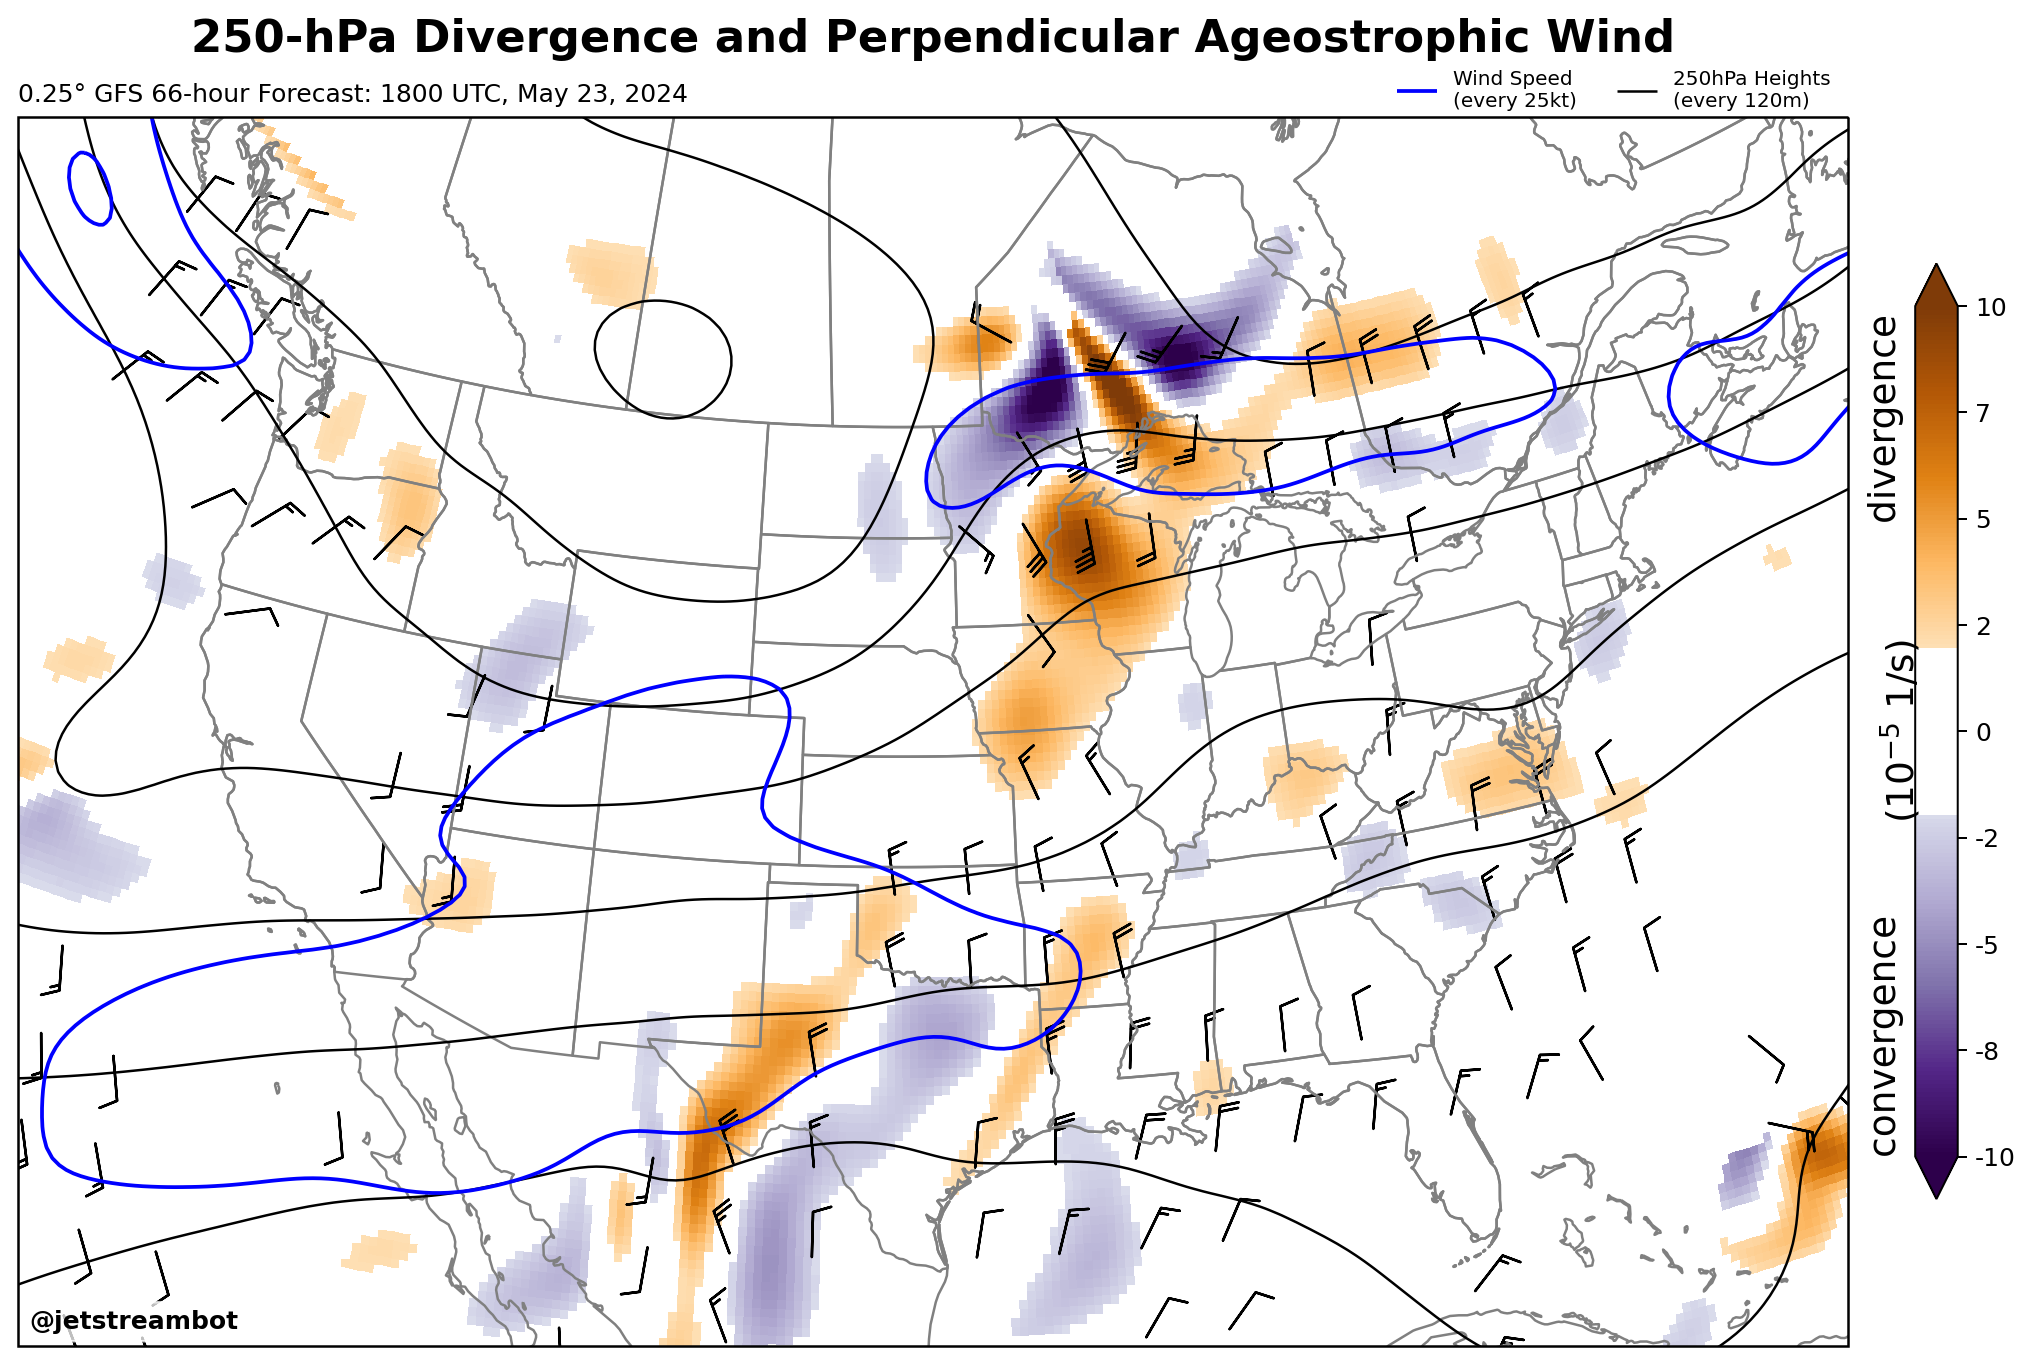 250-hPa Divergence and Perpendicular Ageostrophic Wind
0.25° GFS 66-hour Forecast: 1800 UTC, May 23, 2024
Wind Speed
(every 25kt)
250hPa Heights
(every 120m)
10
7
5
2
0
-2
-5
-8
-10
convergence (10⁻⁵ 1/s) divergence
@jetstreambot